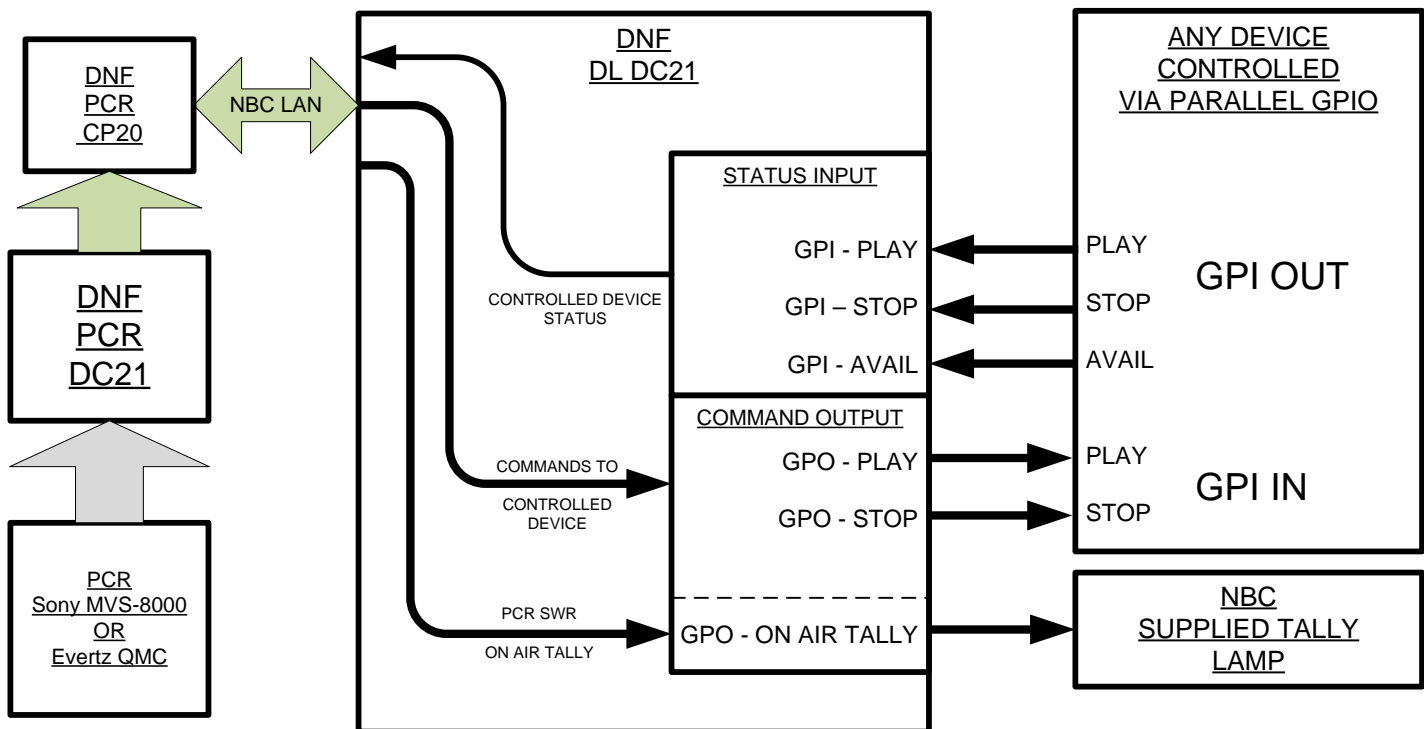 DNF
PCR
CP20
NBC LAN
DNF
PCR
DC21
PCR
Sony MVS-8000
OR
Evertz QMC
DNF
DL DC21
CONTROLLED DEVICE
STATUS
COMMANDS TO
CONTROLLED
DEVICE
PCR SWR
ON AIR TALLY
STATUS INPUT
GPI - PLAY
GPI – STOP
GPI - AVAIL
COMMAND OUTPUT
GPO - PLAY
GPO - STOP
GPO - ON AIR TALLY
ANY DEVICE
CONTROLLED
VIA PARALLEL GPIO
PLAY
STOP
AVAIL
GPI OUT
PLAY
STOP
GPI IN
NBC
SUPPLIED TALLY
LAMP